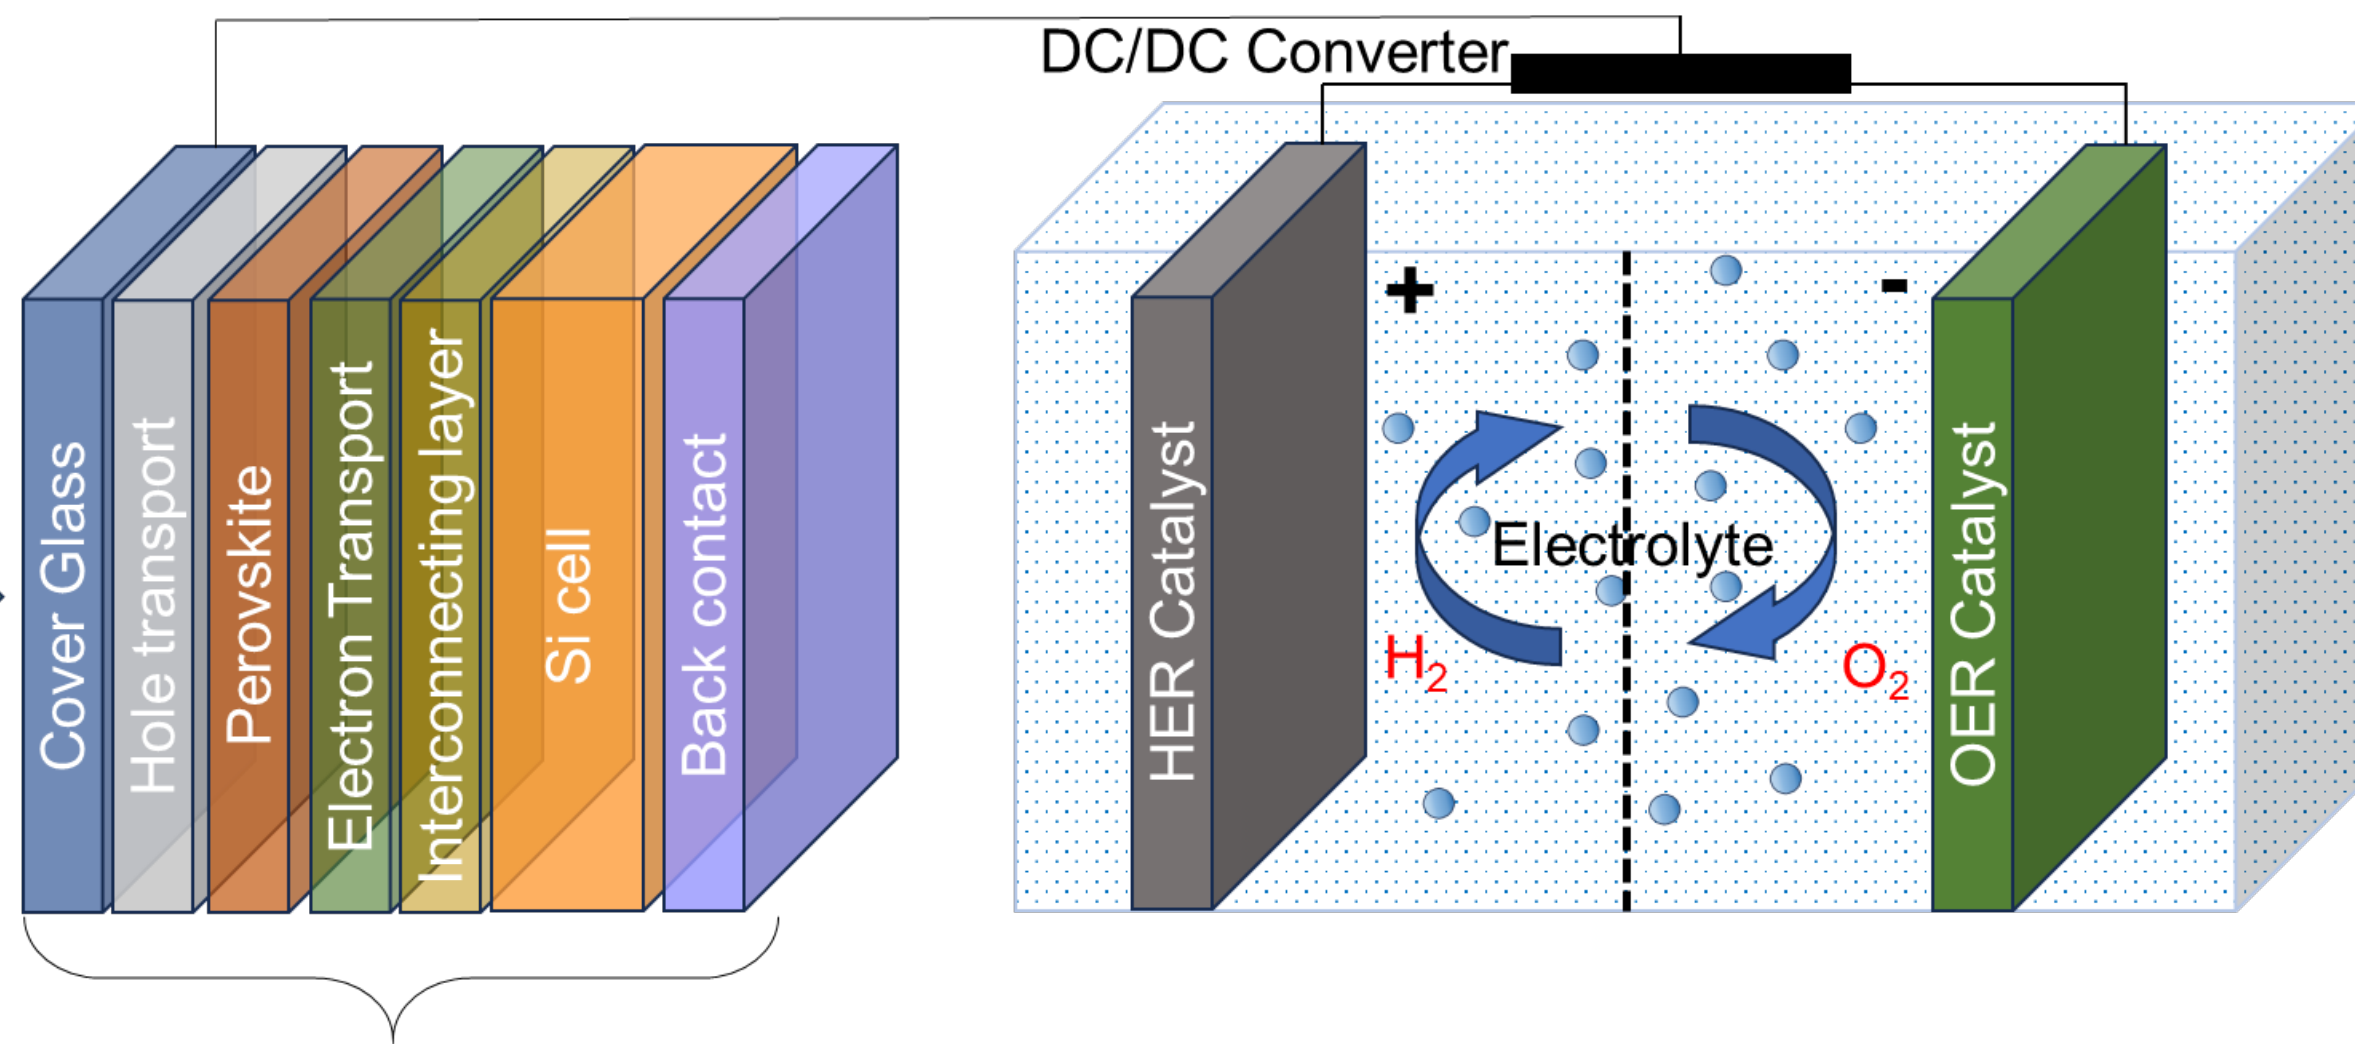 DC/DC Converter
Cover Glass
Hole transport
Perovskite
Electron Transport
Interconnecting layer
Si cell
Back contact
HER Catalyst
+
-
Electrolyte
H₂
O₂
OER Catalyst